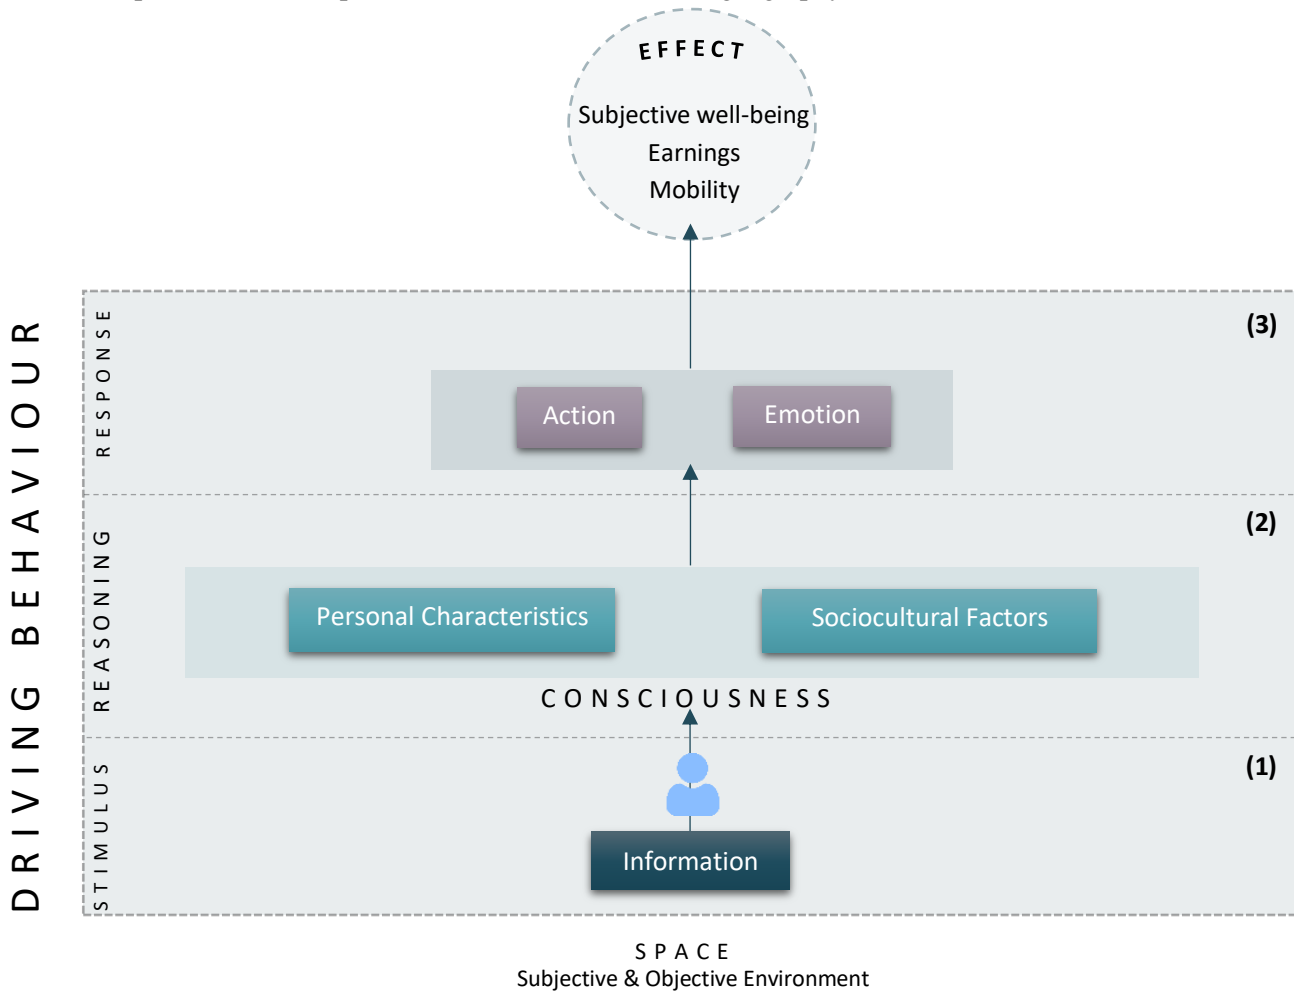 EFFECT
Subjective well-being
Earnings
Mobility
DRIVING BEHAVIOUR
RESPONSE
(3)
Action
Emotion
REASONING
(2)
Personal Characteristics
Sociocultural Factors
CONSCIOUSNESS
STIMULUS
(1)
Information
SPACE
Subjective & Objective Environment